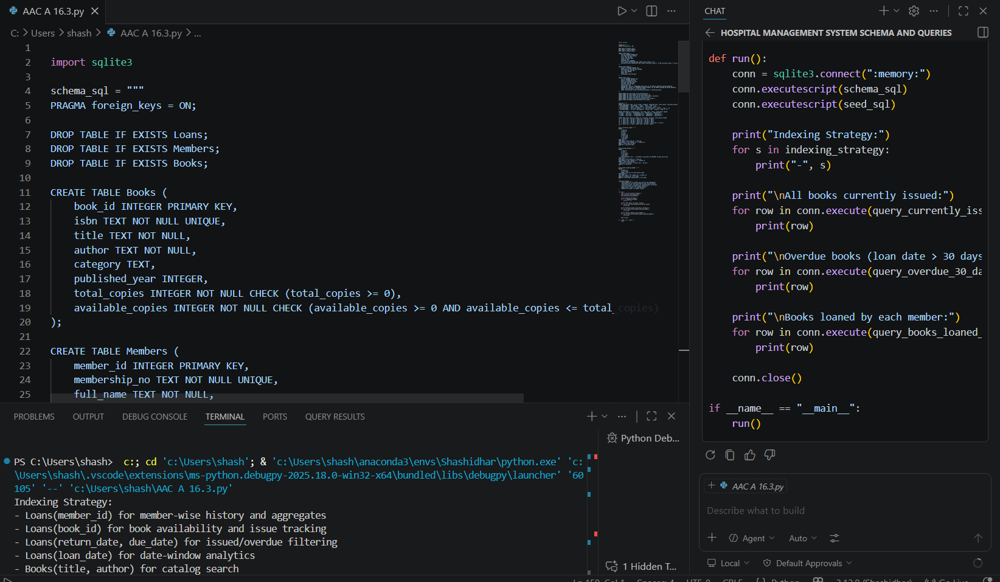 AAC A 16.3.py
C: > Users > shash > AAC A 16.3.py > ...
1
2 import sqlite3
3
4 schema_sql = """
5 PRAGMA foreign_keys = ON;
6
7 DROP TABLE IF EXISTS Loans;
8 DROP TABLE IF EXISTS Members;
9 DROP TABLE IF EXISTS Books;
10
11 CREATE TABLE Books (
12 book_id INTEGER PRIMARY KEY,
13 isbn TEXT NOT NULL UNIQUE,
14 title TEXT NOT NULL,
15 author TEXT NOT NULL,
16 category TEXT,
17 published_year INTEGER,
18 total_copies INTEGER NOT NULL CHECK (total_copies >= 0),
19 available_copies INTEGER NOT NULL CHECK (available_copies >= 0 AND available_copies <= total_copies)
20 );
21
22 CREATE TABLE Members (
23 member_id INTEGER PRIMARY KEY,
24 membership_no TEXT NOT NULL UNIQUE,
25 full_name TEXT NOT NULL,
PROBLEMS OUTPUT DEBUG CONSOLE TERMINAL PORTS QUERY RESULTS
Python Deb...
PS C:\Users\shash> c:; cd 'c:\Users\shash'; & 'c:\Users\shash\anaconda3\envs\Shashidhar\python.exe' 'c:
\Users\shash\.vscode\extensions\ms-python.debugpy-2025.18.0-win32-x64\bundled\libs\debugpy\launcher' '60
105' '--' 'c:\Users\shash\AAC A 16.3.py'
Indexing Strategy:
- Loans(member_id) for member-wise history and aggregates
- Loans(book_id) for book availability and issue tracking
- Loans(return_date, due_date) for issued/overdue filtering
- Loans(loan_date) for date-window analytics
- Books(title, author) for catalog search
1 Hidden T...
CHAT
HOSPITAL MANAGEMENT SYSTEM SCHEMA AND QUERIES
def run():
conn = sqlite3.connect(":memory:")
conn.executescript(schema_sql)
conn.executescript(seed_sql)
print("Indexing Strategy:")
for s in indexing_strategy:
print("-", s)
print("\nAll books currently issued:")
for row in conn.execute(query_currently_iss
print(row)
print("\nOverdue books (loan date > 30 days
for row in conn.execute(query_overdue_30_da
print(row)
print("\nBooks loaned by each member:")
for row in conn.execute(query_books_loaned_
print(row)
conn.close()
if __name__ == "__main__":
run()
AAC A 16.3.py
Describe what to build
Agent Auto
Local Default Approvals